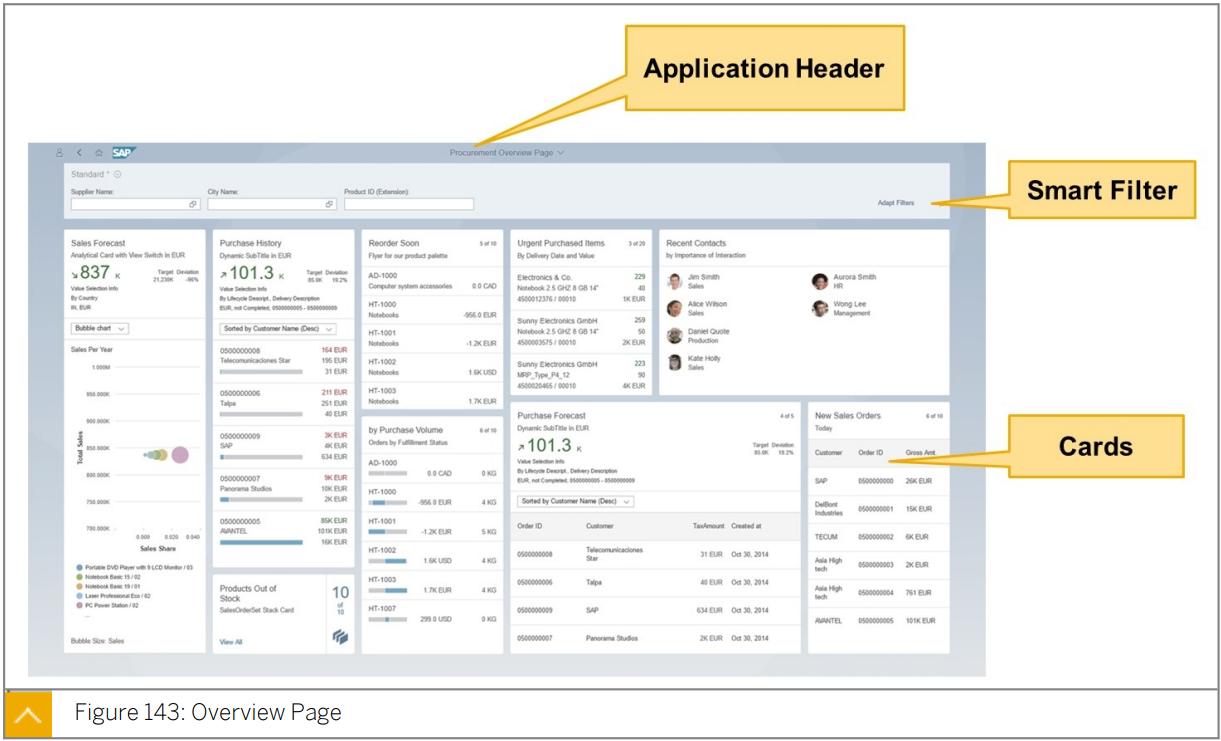 Application Header
SAP
Procurement Overview Page
Smart Filter
Standard *
Supplier Name:
City Name:
Product ID (Extension):
Adapt Filters
Sales Forecast
Analytical Card with View Switch in EUR
837 K
Target Deviation
21,230K -96%
Value Selection Info
By Country
IN, EUR
Bubble chart
Sales Per Year
1.000M
950.000K
900.000K
850.000K
800.000K
750.000K
700.000K
Total Sales
0.000 0.020 0.040
Sales Share
Portable DVD Player with 9 LCD Monitor / 03
Notebook Basic 15 / 02
Notebook Basic 19 / 01
Laser Professional Eco / 02
PC Power Station / 02
...
Bubble Size: Sales
Purchase History
Dynamic SubTitle in EUR
101.3 K
Target Deviation
85.0K 19.2%
Value Selection Info
By Lifecycle Descript., Delivery Description
EUR, not Completed, 0500000005 - 0500000009
Sorted by Customer Name (Desc)
0500000008 164 EUR
Telecomunicaciones Star 195 EUR
31 EUR
0500000006 211 EUR
Talpa 251 EUR
40 EUR
0500000009 3K EUR
SAP 4K EUR
634 EUR
0500000007 9K EUR
Panorama Studios 10K EUR
2K EUR
0500000005 85K EUR
AVANTEL 101K EUR
16K EUR
Products Out of
Stock
SalesOrderSet Stack Card
View All
10
of
10
Reorder Soon 5 of 10
Flyer for our product palette
AD-1000
Computer system accessories 0.0 CAD
HT-1000
Notebooks -956.0 EUR
HT-1001
Notebooks -1.2K EUR
HT-1002
Notebooks 1.6K USD
HT-1003
Notebooks 1.7K EUR
by Purchase Volume 6 of 10
Orders by Fulfillment Status
AD-1000
0.0 CAD 0 KG
HT-1000
-956.0 EUR 4 KG
HT-1001
-1.2K EUR 5 KG
HT-1002
1.6K USD 4 KG
HT-1003
1.7K EUR 4 KG
HT-1007
299.0 USD 0 KG
Urgent Purchased Items 3 of 20
By Delivery Date and Value
Electronics & Co. 229
Notebook 2.5 GHZ 8 GB 14" 40
4500012376 / 00010 1K EUR
Sunny Electronics GmbH 259
Notebook 2.5 GHZ 8 GB 14" 50
4500003575 / 00010 2K EUR
Sunny Electronics GmbH 223
MRP_Type_P4_12 90
4500020465 / 00010 4K EUR
Recent Contacts
by Importance of Interaction
Jim Smith
Sales
Aurora Smith
HR
Alice Wilson
Sales
Wong Lee
Management
Daniel Quote
Production
Kate Holly
Sales
Purchase Forecast 4 of 5
Dynamic SubTitle in EUR
101.3 K
Target Deviation
85.0K 19.2%
Value Selection Info
By Lifecycle Descript., Delivery Description
EUR, not Completed, 0500000005 - 0500000009
Sorted by Customer Name (Desc)
Order ID Customer TaxAmount Created at
0500000008 Telecomunicaciones Star 31 EUR Oct 30, 2014
0500000006 Talpa 40 EUR Oct 30, 2014
0500000009 SAP 634 EUR Oct 30, 2014
0500000007 Panorama Studios 2K EUR Oct 30, 2014
New Sales Orders 6 of 10
Today
Customer Order ID Gross Amt.
SAP 0500000000 26K EUR
DelBont Industries 0500000001 15K EUR
TECUM 0500000002 6K EUR
Asia High tech 0500000003 2K EUR
Asia High tech 0500000004 761 EUR
AVANTEL 0500000005 101K EUR
Cards
Figure 143: Overview Page